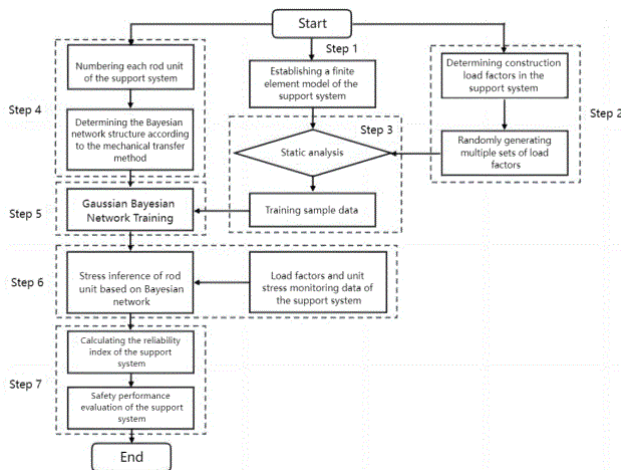 Start
Step 1
Numbering each rod unit
of the support system
Establishing a finite
element model of the
support system
Determining construction
load factors in the
support system
Step 2
Step 4
Determining the Bayesian
network structure according
to the mechanical transfer
method
Step 3
Static analysis
Randomly generating
multiple sets of load
factors
Step 5
Gaussian Bayesian
Network Training
Training sample data
Step 6
Stress inference of rod
unit based on Bayesian
network
Load factors and unit
stress monitoring data
of the support system
Step 7
Calculating the reliability
index of the support
system
Safety performance
evaluation of the support
system
End